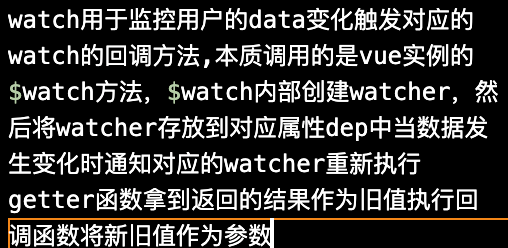 watch用于监控用户的data变化触发对应的
watch的回调方法,本质调用的是vue实例的
$watch方法，$watch内部创建watcher，然
后将watcher存放到对应属性dep中当数据发
生变化时通知对应的watcher重新执行
getter函数拿到返回的结果作为旧值执行回
调函数将新旧值作为参数